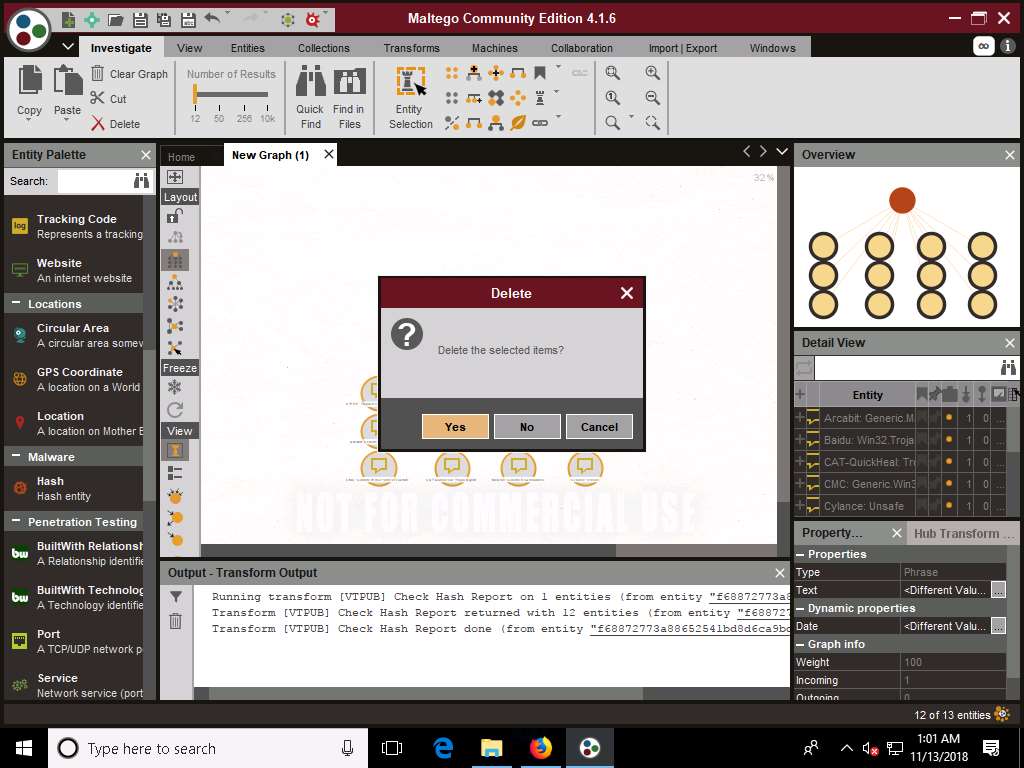 Maltego Community Edition 4.1.6
Investigate View Entities Collections Transforms Machines Collaboration Import | Export Windows
Copy
Paste
Clear Graph
Cut
Delete
Number of Results
12 50 256 10k
Quick Find
Find in Files
Entity Selection
Entity Palette
Search:
Tracking Code
Represents a tracking
Website
An internet website
Locations
Circular Area
A circular area somew
GPS Coordinate
A location on a World
Location
A location on Mother E
Malware
Hash
Hash entity
Penetration Testing
BuiltWith Relationsh
A Relationship identifie
BuiltWith Technolog
A Technology identifie
Port
A TCP/UDP network p
Service
Network service (port
Home
New Graph (1)
Layout
Freeze
View
32%
Delete
Delete the selected items?
Yes
No
Cancel
NOT FOR COMMERCIAL USE
Output - Transform Output
Running transform [VTPUB] Check Hash Report on 1 entities (from entity "f68872773a8
Transform [VTPUB] Check Hash Report returned with 12 entities (from entity "f688727
Transform [VTPUB] Check Hash Report done (from entity "f68872773a88652541bd8d6ca9bc
Overview
Detail View
Entity
Arcabit: Generic.M 1 0 ...
Baidu: Win32.Troja 1 0 ...
CAT-QuickHeal: Tro 1 0 ...
CMC: Generic.Win3 1 0 ...
Cylance: Unsafe 1 0 ...
Property...
Hub Transform ...
Properties
Type Phrase
Text <Different Valu... ...
Dynamic properties
Date <Different Valu... ...
Graph info
Weight 100
Incoming 1
Outgoing 0
12 of 13 entities
Type here to search
1:01 AM
11/13/2018